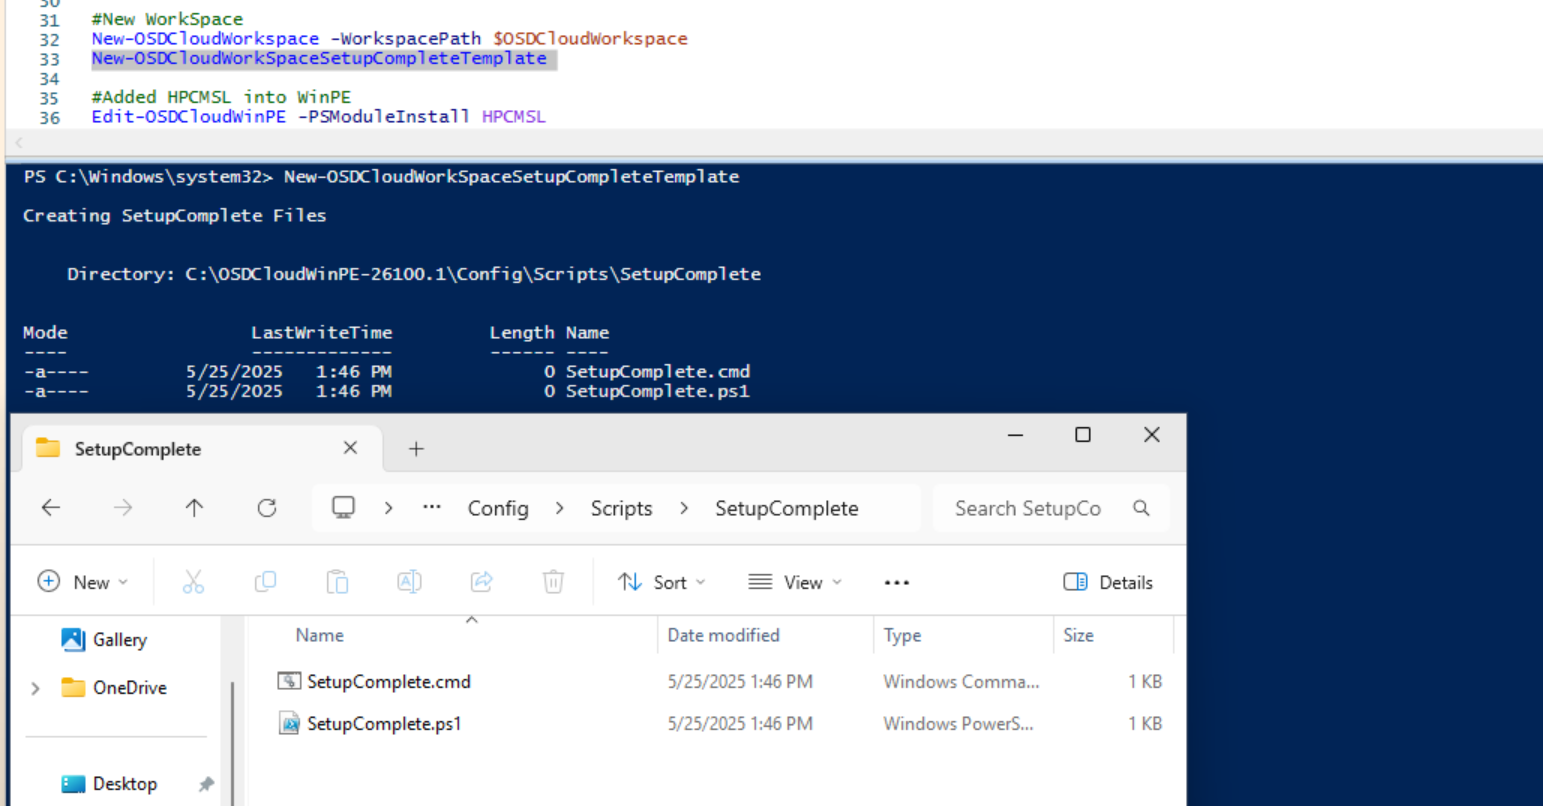 30
31 #New WorkSpace
32 New-OSDCloudWorkspace -WorkspacePath $OSDCloudWorkspace
33 New-OSDCloudWorkSpaceSetupCompleteTemplate
34
35 #Added HPCMSL into WinPE
36 Edit-OSDCloudWinPE -PSModuleInstall HPCMSL
PS C:\Windows\system32> New-OSDCloudWorkSpaceSetupCompleteTemplate
Creating SetupComplete Files
Directory: C:\OSDCloudWinPE-26100.1\Config\Scripts\SetupComplete
Mode LastWriteTime Length Name
---- ------------- ------ ----
-a---- 5/25/2025 1:46 PM 0 SetupComplete.cmd
-a---- 5/25/2025 1:46 PM 0 SetupComplete.ps1
SetupComplete
... Config > Scripts > SetupComplete Search SetupCo
New Sort View ... Details
Gallery
OneDrive
Desktop
Name Date modified Type Size
SetupComplete.cmd 5/25/2025 1:46 PM Windows Comma... 1 KB
SetupComplete.ps1 5/25/2025 1:46 PM Windows PowerS... 1 KB